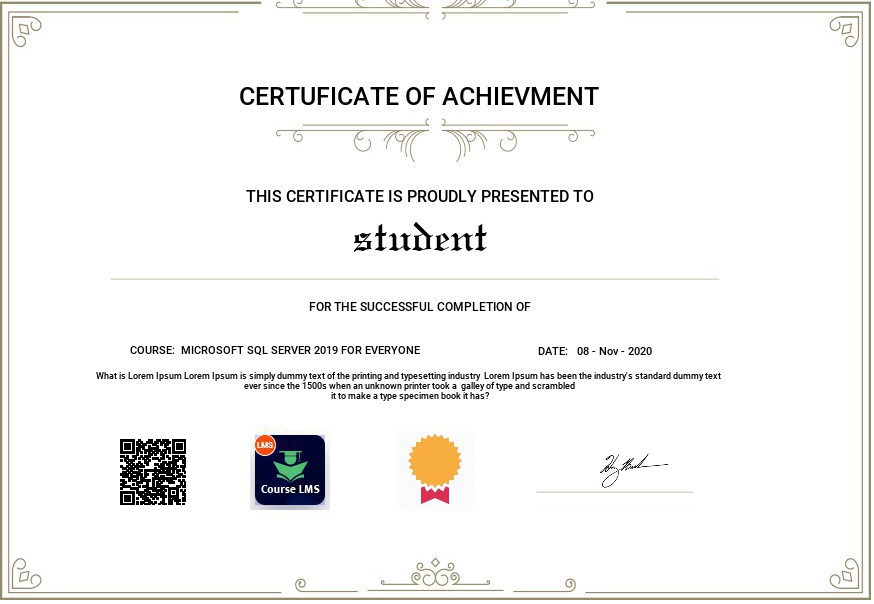 CERTUFICATE OF ACHIEVMENT
THIS CERTIFICATE IS PROUDLY PRESENTED TO
student
FOR THE SUCCESSFUL COMPLETION OF
COURSE: MICROSOFT SQL SERVER 2019 FOR EVERYONE DATE: 08 - Nov - 2020
What is Lorem Ipsum Lorem Ipsum is simply dummy text of the printing and typesetting industry Lorem Ipsum has been the industry's standard dummy text
ever since the 1500s when an unknown printer took a galley of type and scrambled
it to make a type specimen book it has?
LMS
Course LMS